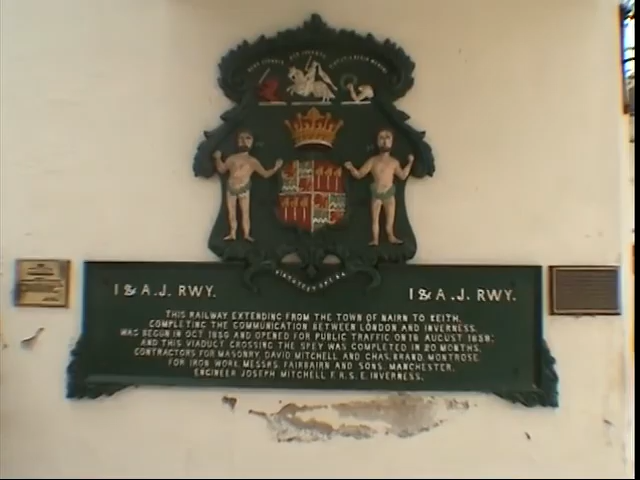 I & A.J. RWY.
I & A.J. RWY.
THIS RAILWAY EXTENDING FROM THE TOWN OF NAIRN TO KEITH,
COMPLETING THE COMMUNICATION BETWEEN LONDON AND INVERNESS,
WAS BEGUN IN OCT 1856 AND OPENED FOR PUBLIC TRAFFIC ON 18 AUGUST 1858;
AND THIS VIADUCT CROSSING THE SPEY WAS COMPLETED IN 20 MONTHS.
CONTRACTORS FOR MASONRY, DAVID MITCHELL AND CHAS. BRAND, MONTROSE.
FOR IRON WORK, MESSRS. FAIRBAIRN AND SONS, MANCHESTER.
ENGINEER JOSEPH MITCHELL F.R.S.E. INVERNESS.